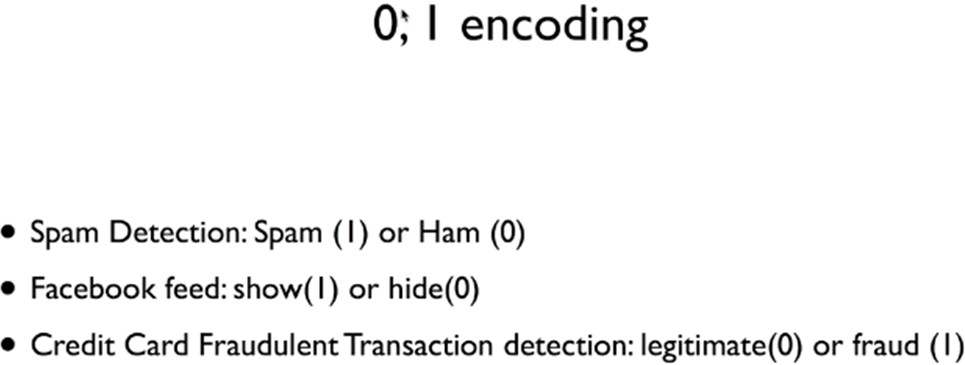 0, 1 encoding
• Spam Detection: Spam (1) or Ham (0)
• Facebook feed: show(1) or hide(0)
• Credit Card Fraudulent Transaction detection: legitimate(0) or fraud (1)